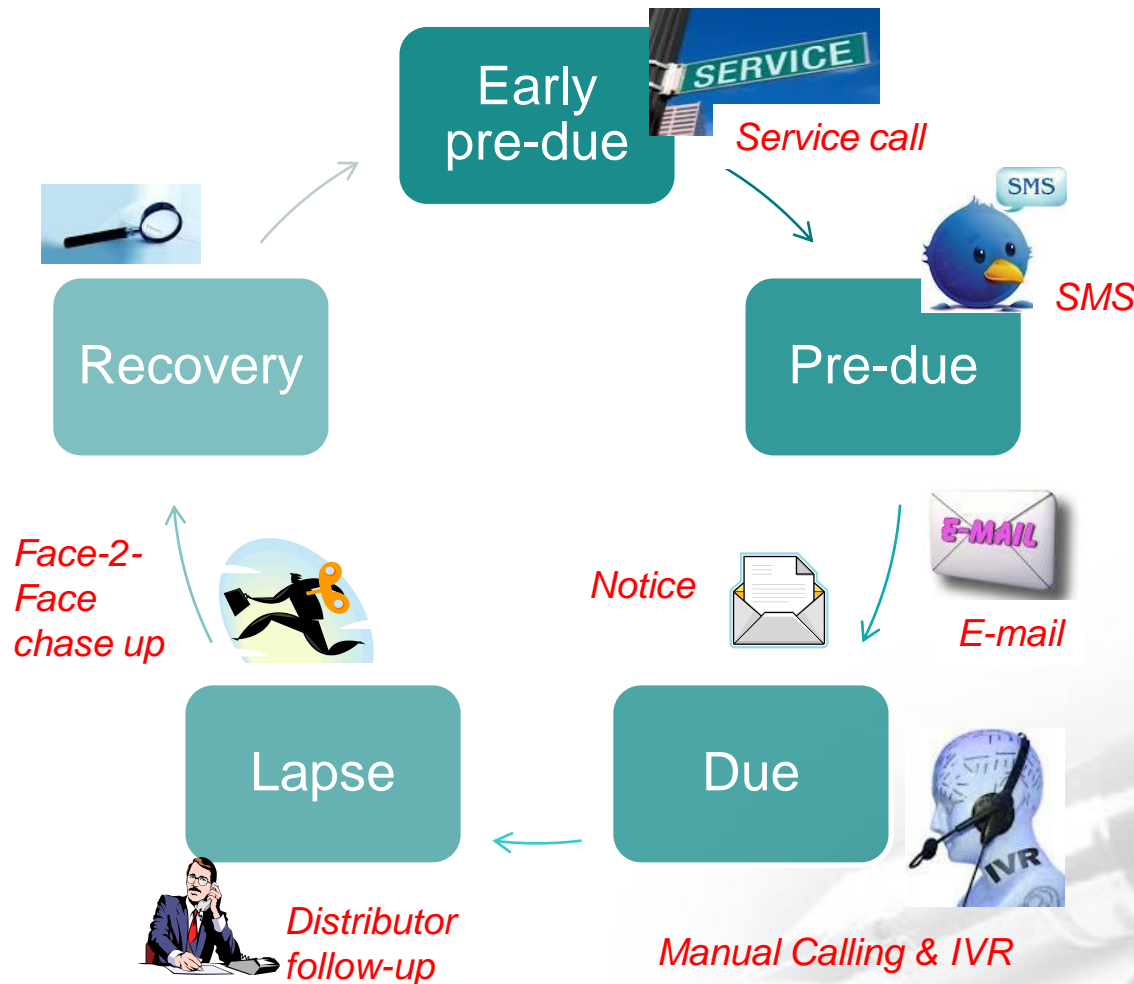 Early
pre-due
SERVICE
Service call
SMS
SMS
Pre-due
Recovery
E-MAIL
E-mail
Notice
Face-2-
Face
chase up
Lapse
Due
IVR
Distributor
follow-up
Manual Calling & IVR